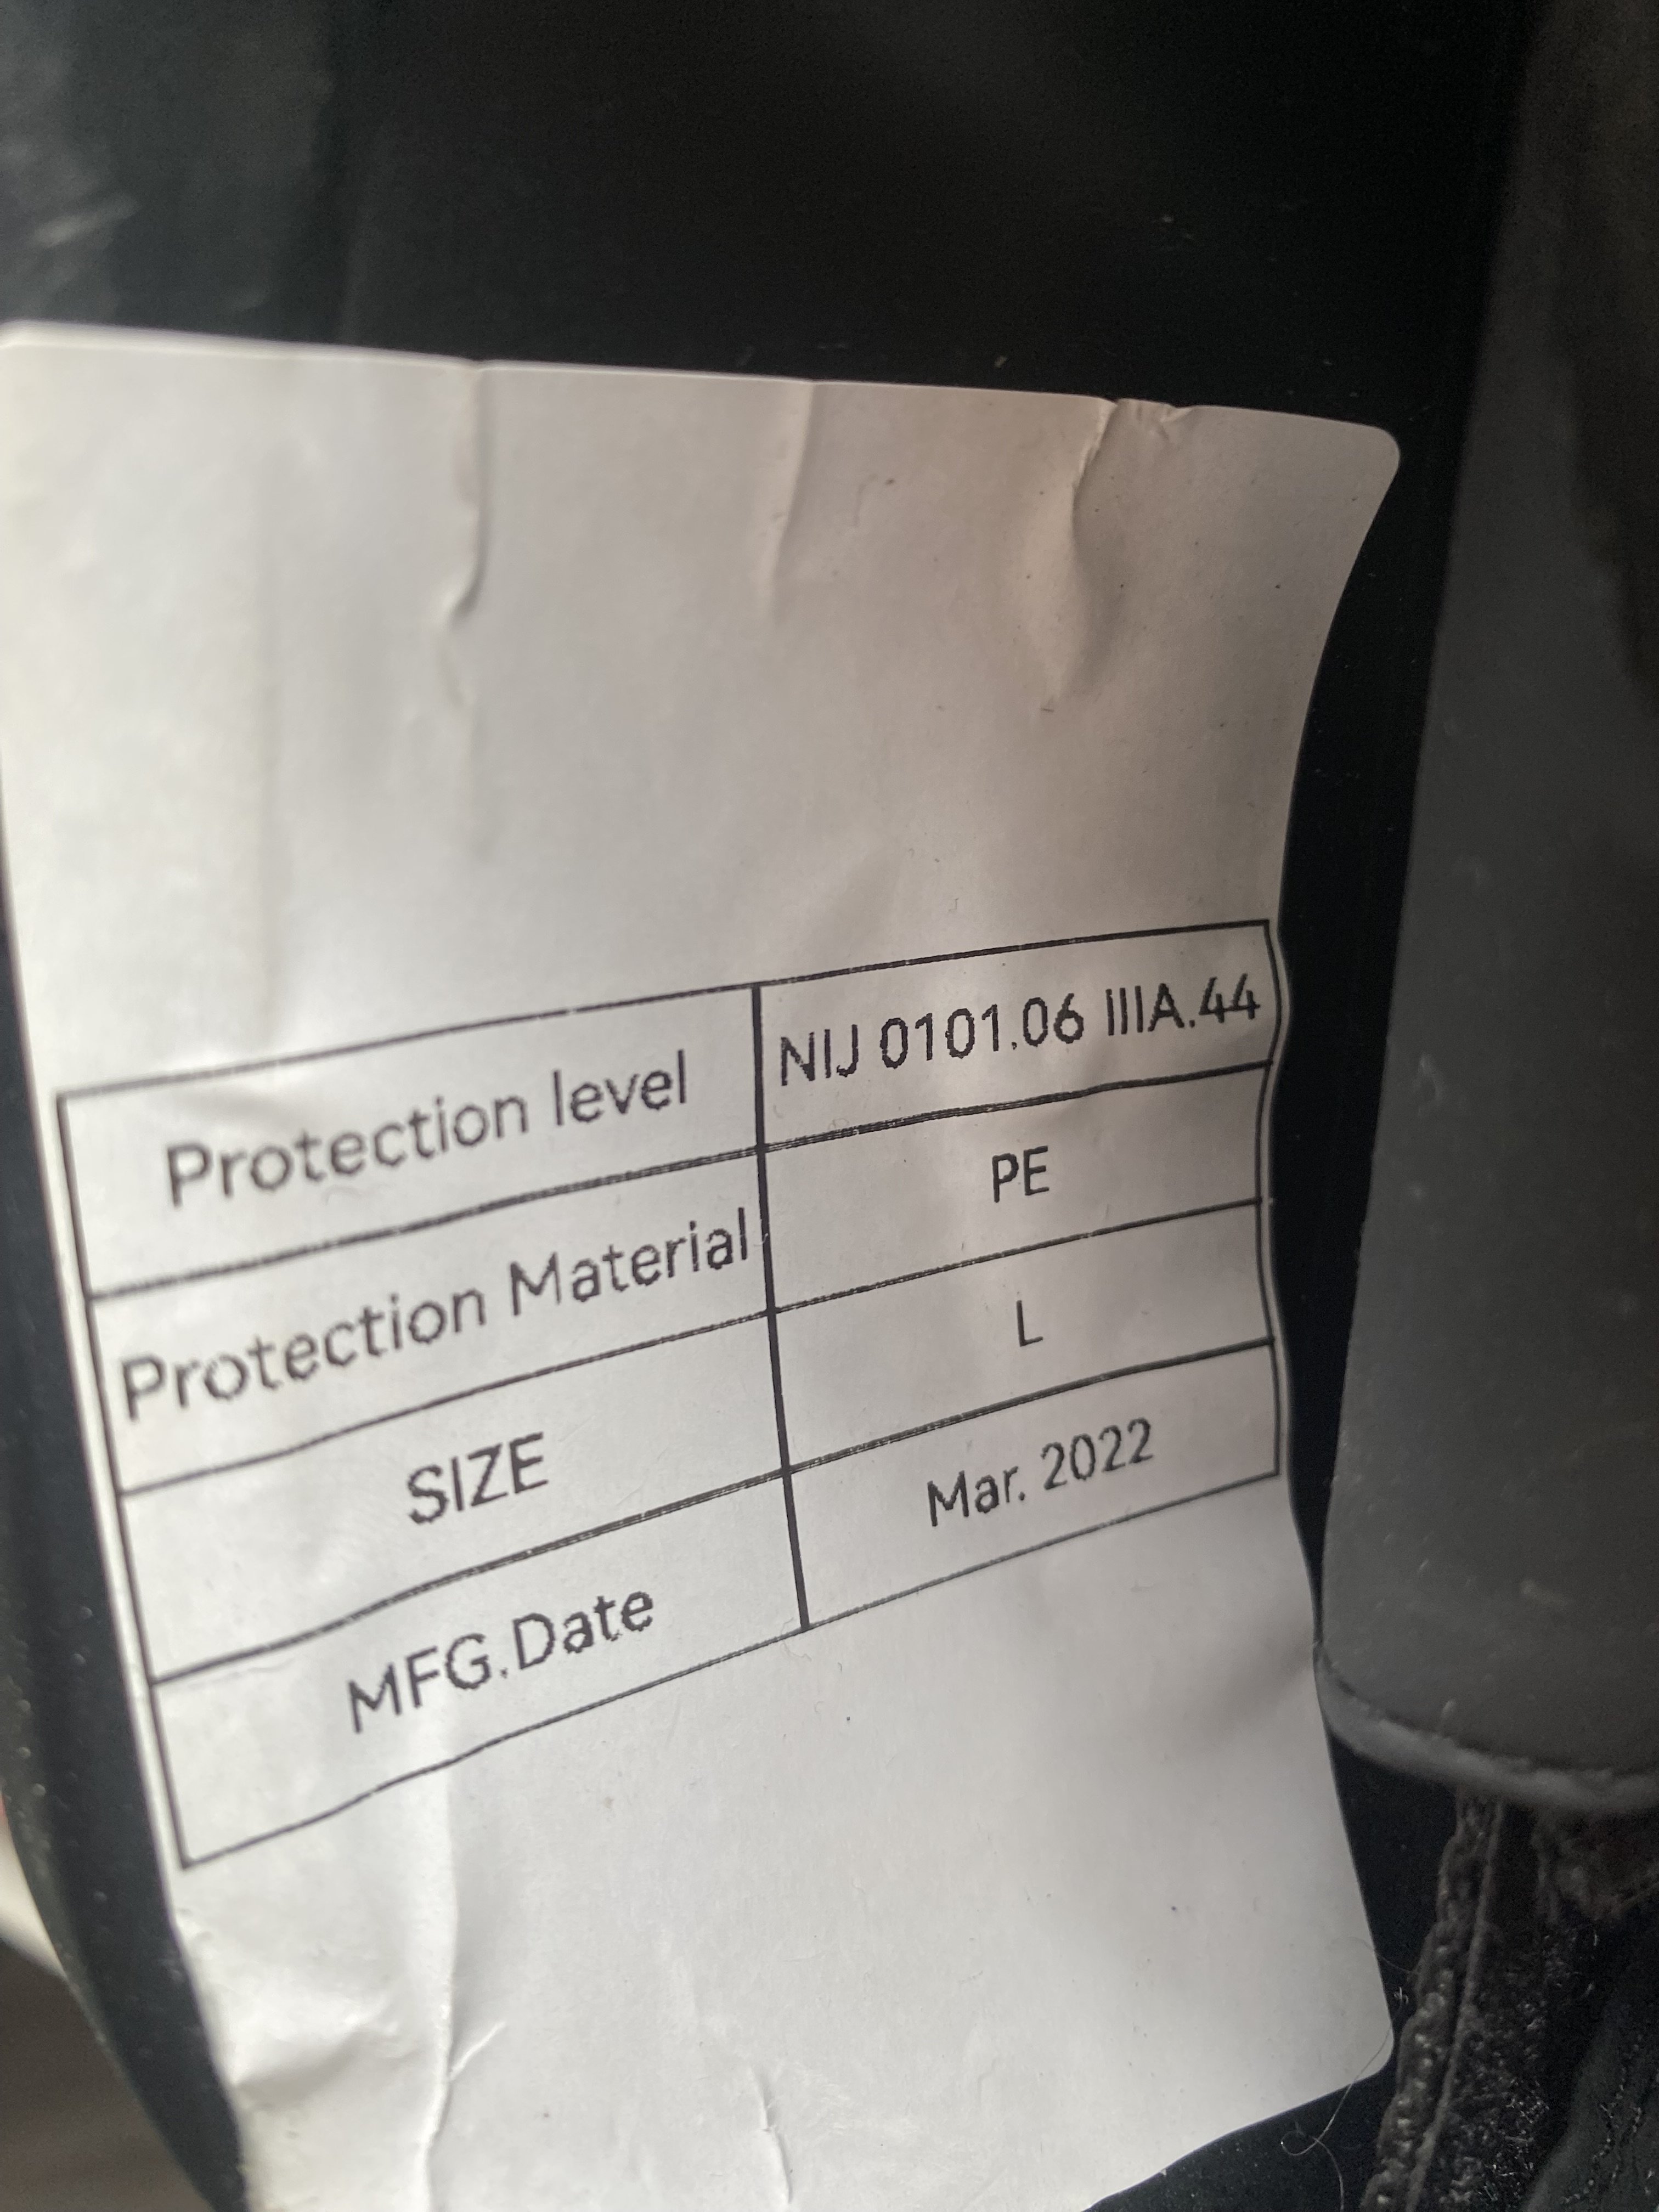 Protection level NIJ 0101.06 IIIA.44
Protection Material PE
SIZE L
MFG.Date Mar. 2022